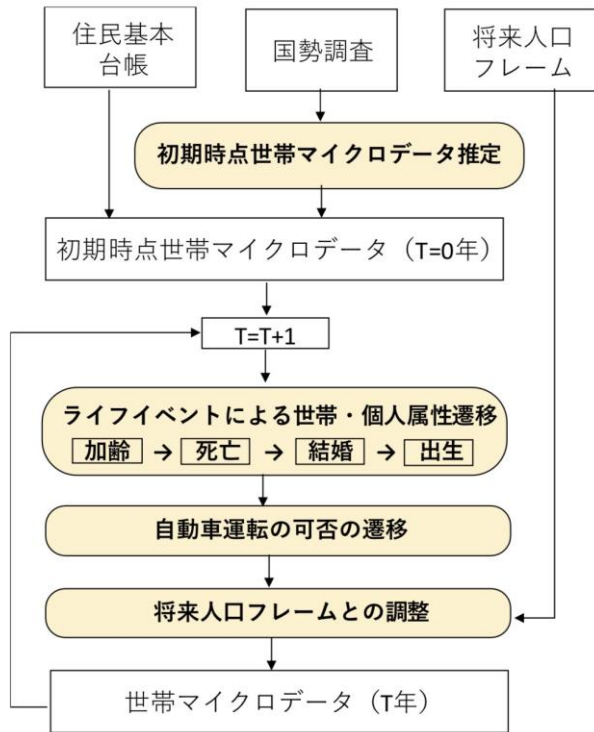 住民基本
台帳
国勢調査
将来人口
フレーム
初期時点世帯マイクロデータ推定
初期時点世帯マイクロデータ（T=0年）
T=T+1
ライフイベントによる世帯・個人属性遷移
加齢 → 死亡 → 結婚 → 出生
自動車運転の可否の遷移
将来人口フレームとの調整
世帯マイクロデータ（T年）